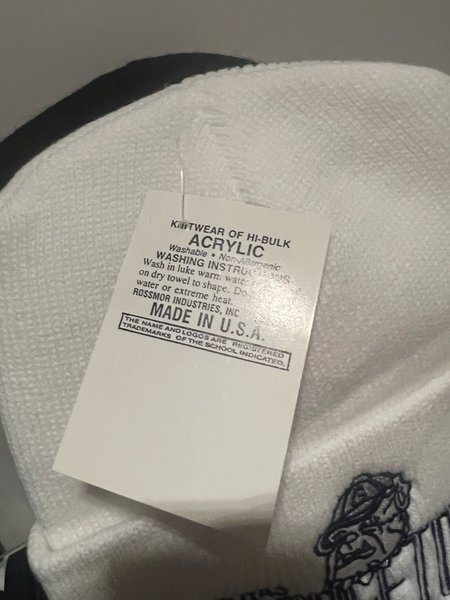 KNITWEAR OF HI-BULK
ACRYLIC
Washable • Non-Allergenic
WASHING INSTRUCTIONS
Wash in luke warm water
on dry towel to shape. Do
water or extreme heat.
ROSSMOR INDUSTRIES, INC
MADE IN U.S.A.
THE NAME AND LOGOS ARE REGISTERED
TRADEMARKS OF THE SCHOOL INDICATED.